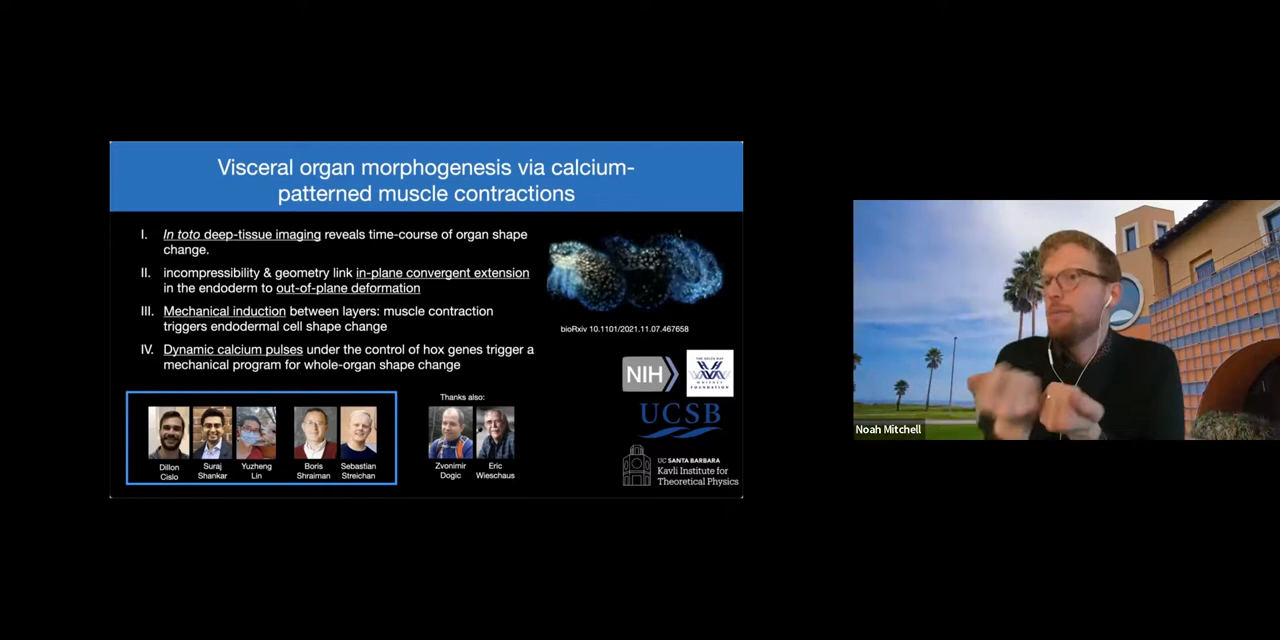 Visceral organ morphogenesis via calcium-
patterned muscle contractions
I. In toto deep-tissue imaging reveals time-course of organ shape
change.
II. incompressibility & geometry link in-plane convergent extension
in the endoderm to out-of-plane deformation
III. Mechanical induction between layers: muscle contraction
triggers endodermal cell shape change
IV. Dynamic calcium pulses under the control of hox genes trigger a
mechanical program for whole-organ shape change
bioRxiv 10.1101/2021.11.07.467658
NIH
WHITNEY
FOUNDATION
UCSB
UC SANTA BARBARA
Kavli Institute for
Theoretical Physics
Thanks also:
Dillon
Cislo
Suraj
Shankar
Yuzheng
Lin
Boris
Shraiman
Sebastian
Streichan
Zvonimir
Dogic
Eric
Wieschaus
Noah Mitchell